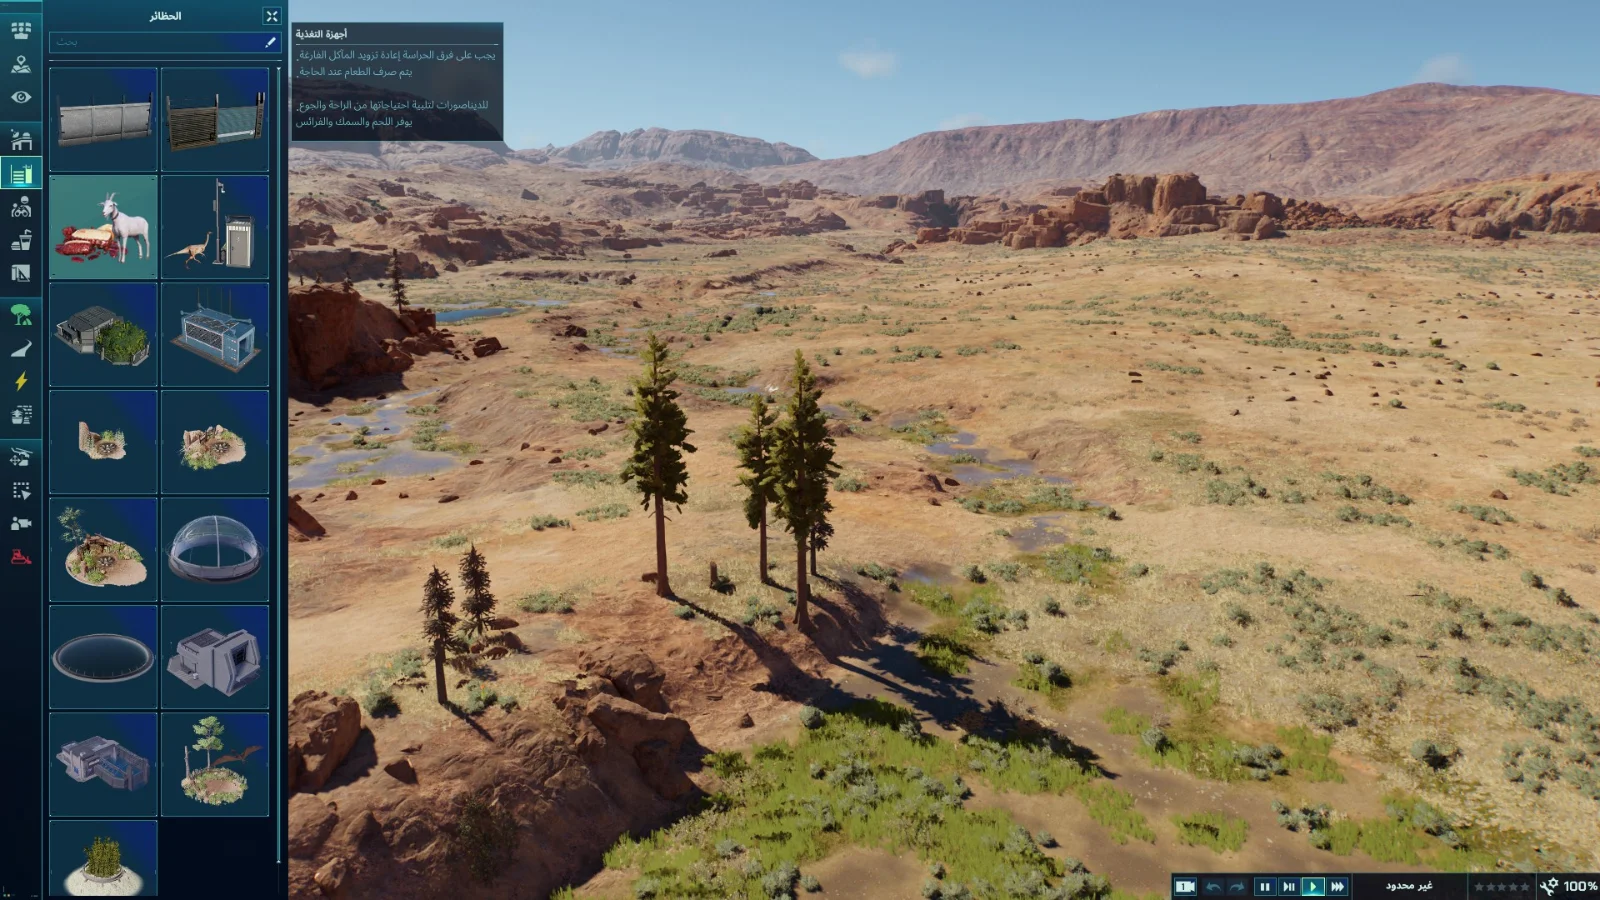 الحظائر
بحث
أجهزة التغذية
يجب على فرق الحراسة إعادة تزويد المآكل الفارغة.
يتم صرف الطعام عند الحاجة.
للديناصورات لتلبية احتياجاتها من الراحة والجوع.
يوفر اللحم والسمك والفرائس
1
غير محدود
100%